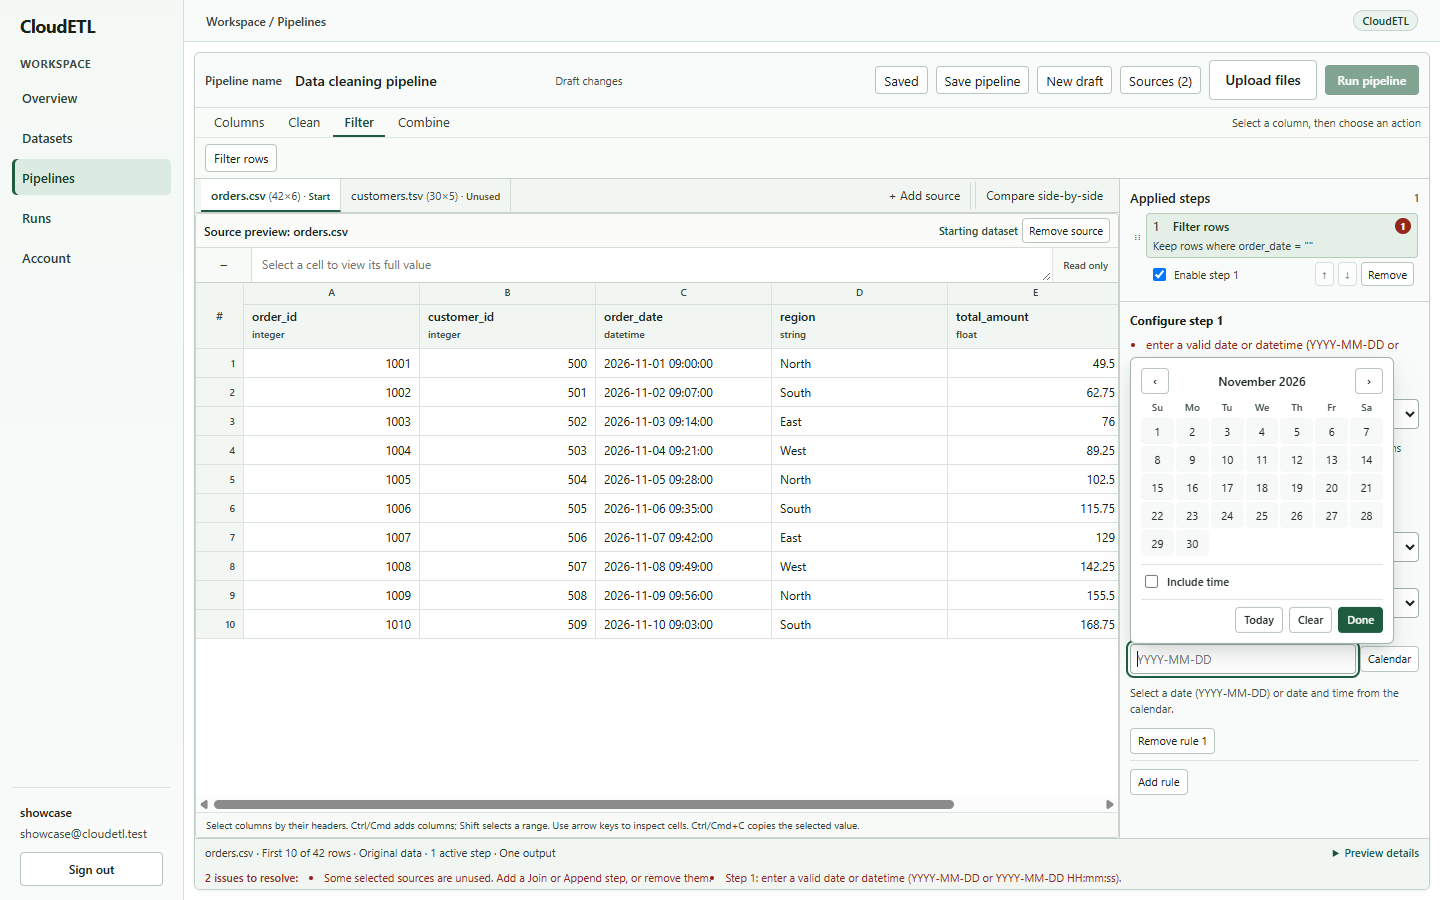 CloudETL
WORKSPACE
Overview
Datasets
Pipelines
Runs
Account
showcase
showcase@cloudetl.test
Sign out
Workspace / Pipelines
CloudETL
Pipeline name Data cleaning pipeline Draft changes Saved Save pipeline New draft Sources (2) Upload files Run pipeline
Columns Clean Filter Combine Select a column, then choose an action
Filter rows
orders.csv (42×6) · Start customers.tsv (30×5) · Unused + Add source Compare side-by-side
Source preview: orders.csv Starting dataset Remove source
– Select a cell to view its full value Read only
A B C D E
# order_id customer_id order_date region total_amount
integer integer datetime string float
1 1001 500 2026-11-01 09:00:00 North 49.5
2 1002 501 2026-11-02 09:07:00 South 62.75
3 1003 502 2026-11-03 09:14:00 East 76
4 1004 503 2026-11-04 09:21:00 West 89.25
5 1005 504 2026-11-05 09:28:00 North 102.5
6 1006 505 2026-11-06 09:35:00 South 115.75
7 1007 506 2026-11-07 09:42:00 East 129
8 1008 507 2026-11-08 09:49:00 West 142.25
9 1009 508 2026-11-09 09:56:00 North 155.5
10 1010 509 2026-11-10 09:03:00 South 168.75
Select columns by their headers. Ctrl/Cmd adds columns; Shift selects a range. Use arrow keys to inspect cells. Ctrl/Cmd+C copies the selected value.
Applied steps 1
1 Filter rows 1
Keep rows where order_date = ""
Enable step 1 ↑ ↓ Remove
Configure step 1
• enter a valid date or datetime (YYYY-MM-DD or
‹ November 2026 ›
Su Mo Tu We Th Fr Sa
1 2 3 4 5 6 7
8 9 10 11 12 13 14
15 16 17 18 19 20 21
22 23 24 25 26 27 28
29 30
Include time
Today Clear Done
YYYY-MM-DD Calendar
Select a date (YYYY-MM-DD) or date and time from the
calendar.
Remove rule 1
Add rule
orders.csv · First 10 of 42 rows · Original data · 1 active step · One output ▶ Preview details
2 issues to resolve: • Some selected sources are unused. Add a Join or Append step, or remove them. • Step 1: enter a valid date or datetime (YYYY-MM-DD or YYYY-MM-DD HH:mm:ss).